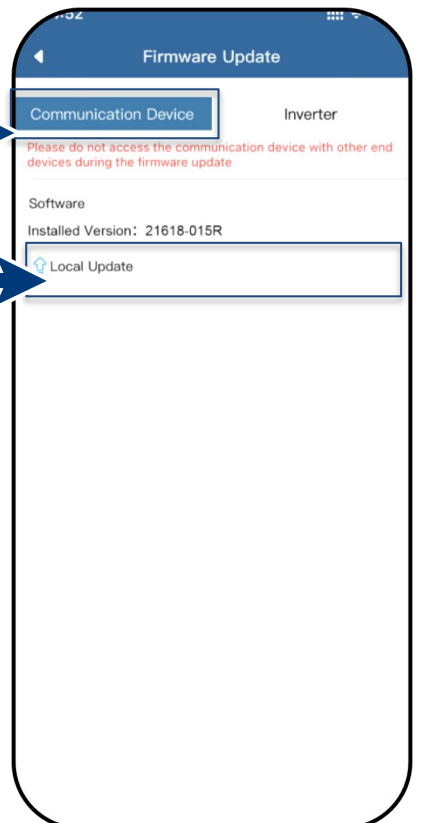 Firmware Update
Communication Device
Inverter
Please do not access the communication device with other end
devices during the firmware update
Software
Installed Version: 21618-015R
Local Update